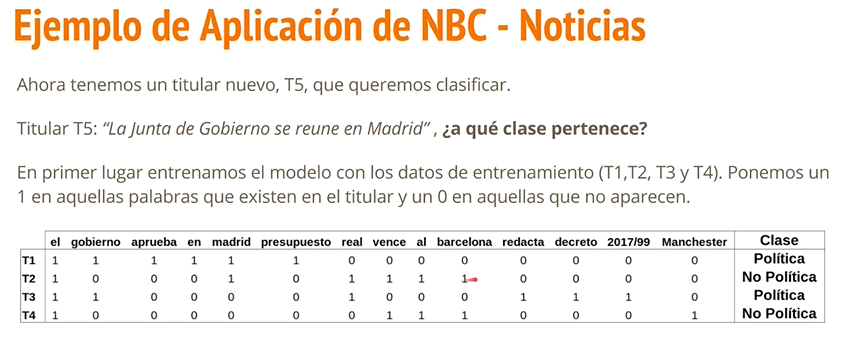 Ejemplo de Aplicación de NBC - Noticias
Ahora tenemos un titular nuevo, T5, que queremos clasificar.
Titular T5: “La Junta de Gobierno se reune en Madrid” , ¿a qué clase pertenece?
En primer lugar entrenamos el modelo con los datos de entrenamiento (T1,T2, T3 y T4). Ponemos un
1 en aquellas palabras que existen en el titular y un 0 en aquellas que no aparecen.
el gobierno aprueba en madrid presupuesto real vence al barcelona redacta decreto 2017/99 Manchester Clase
T1 1 1 1 1 1 1 0 0 0 0 0 0 0 0 Política
T2 1 0 0 0 1 0 1 1 1 1 0 0 0 0 No Política
T3 1 1 0 0 0 0 1 0 0 0 1 1 1 0 Política
T4 1 0 0 0 0 0 0 1 1 1 0 0 0 1 No Política